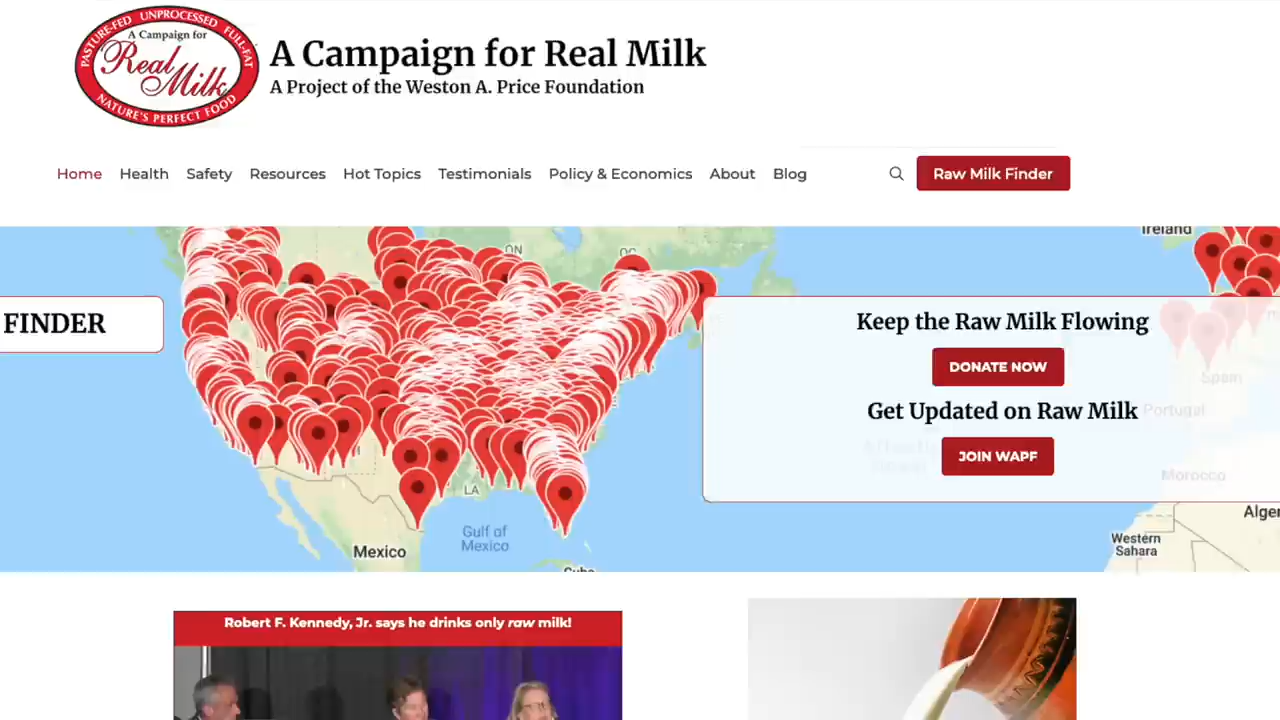 PASTURE-FED UNPROCESSED FULL-FAT
A Campaign for
Real
Milk
NATURE'S PERFECT FOOD
A Campaign for Real Milk
A Project of the Weston A. Price Foundation
Home Health Safety Resources Hot Topics Testimonials Policy & Economics About Blog
Raw Milk Finder
ON
Ireland
FINDER
Keep the Raw Milk Flowing
DONATE NOW
Spain
Get Updated on Raw Milk
Portugal
JOIN WAPF
Morocco
LA
Gulf of
Mexico
Mexico
Alger
Western
Sahara
Cuba
Robert F. Kennedy, Jr. says he drinks only raw milk!